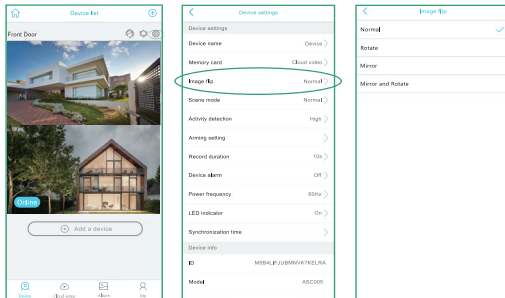 Device list
Front Door
Online
Add a device
Device
Cloud video
Album
Me
Device settings
Device settings
Device name Device
Memory card Cloud video
Image flip Normal
Scene mode Normal
Activity detection High
Arming setting
Record duration 10s
Device alarm Off
Power frequency 60Hz
LED indicator On
Synchronization time
Device info
ID
Model ASC005
Image flip
Normal
Rotate
Mirror
Mirror and Rotate